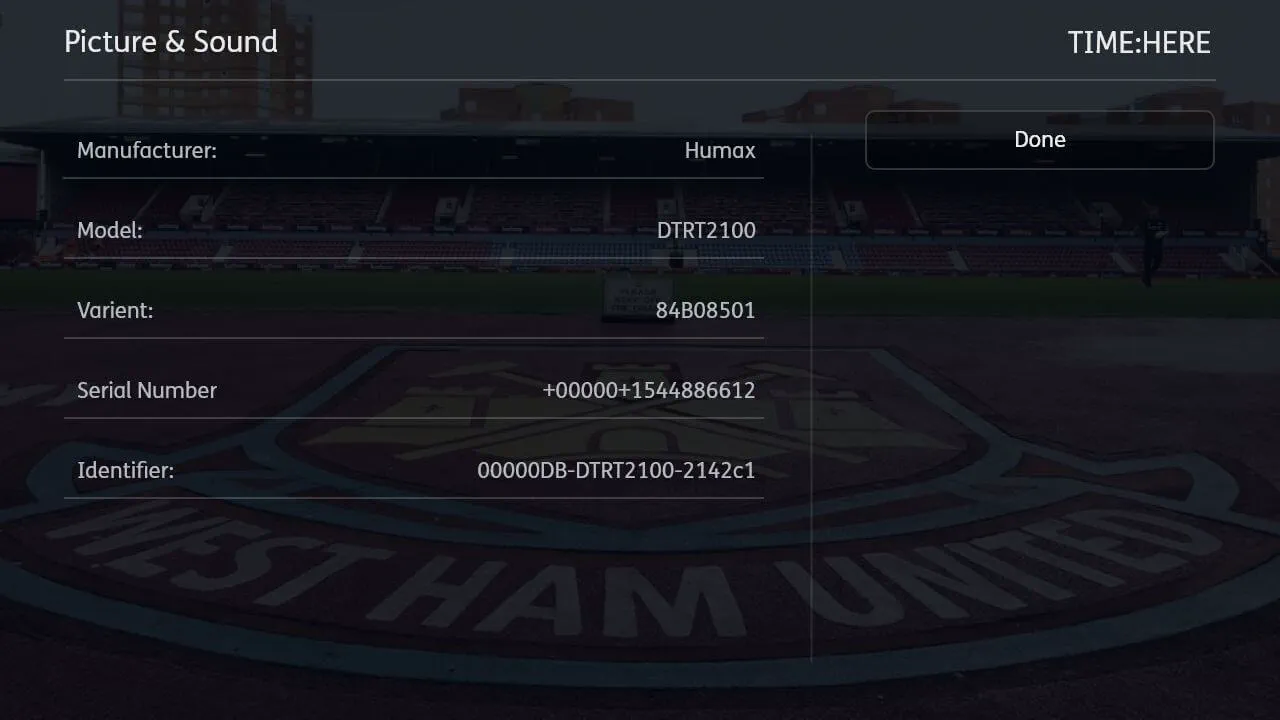 Picture & Sound
TIME:HERE
Manufacturer: Humax
Done
Model: DTRT2100
Varient: 84B08501
Serial Number +00000+1544886612
Identifier: 00000DB-DTRT2100-2142c1
WEST HAM UNITED